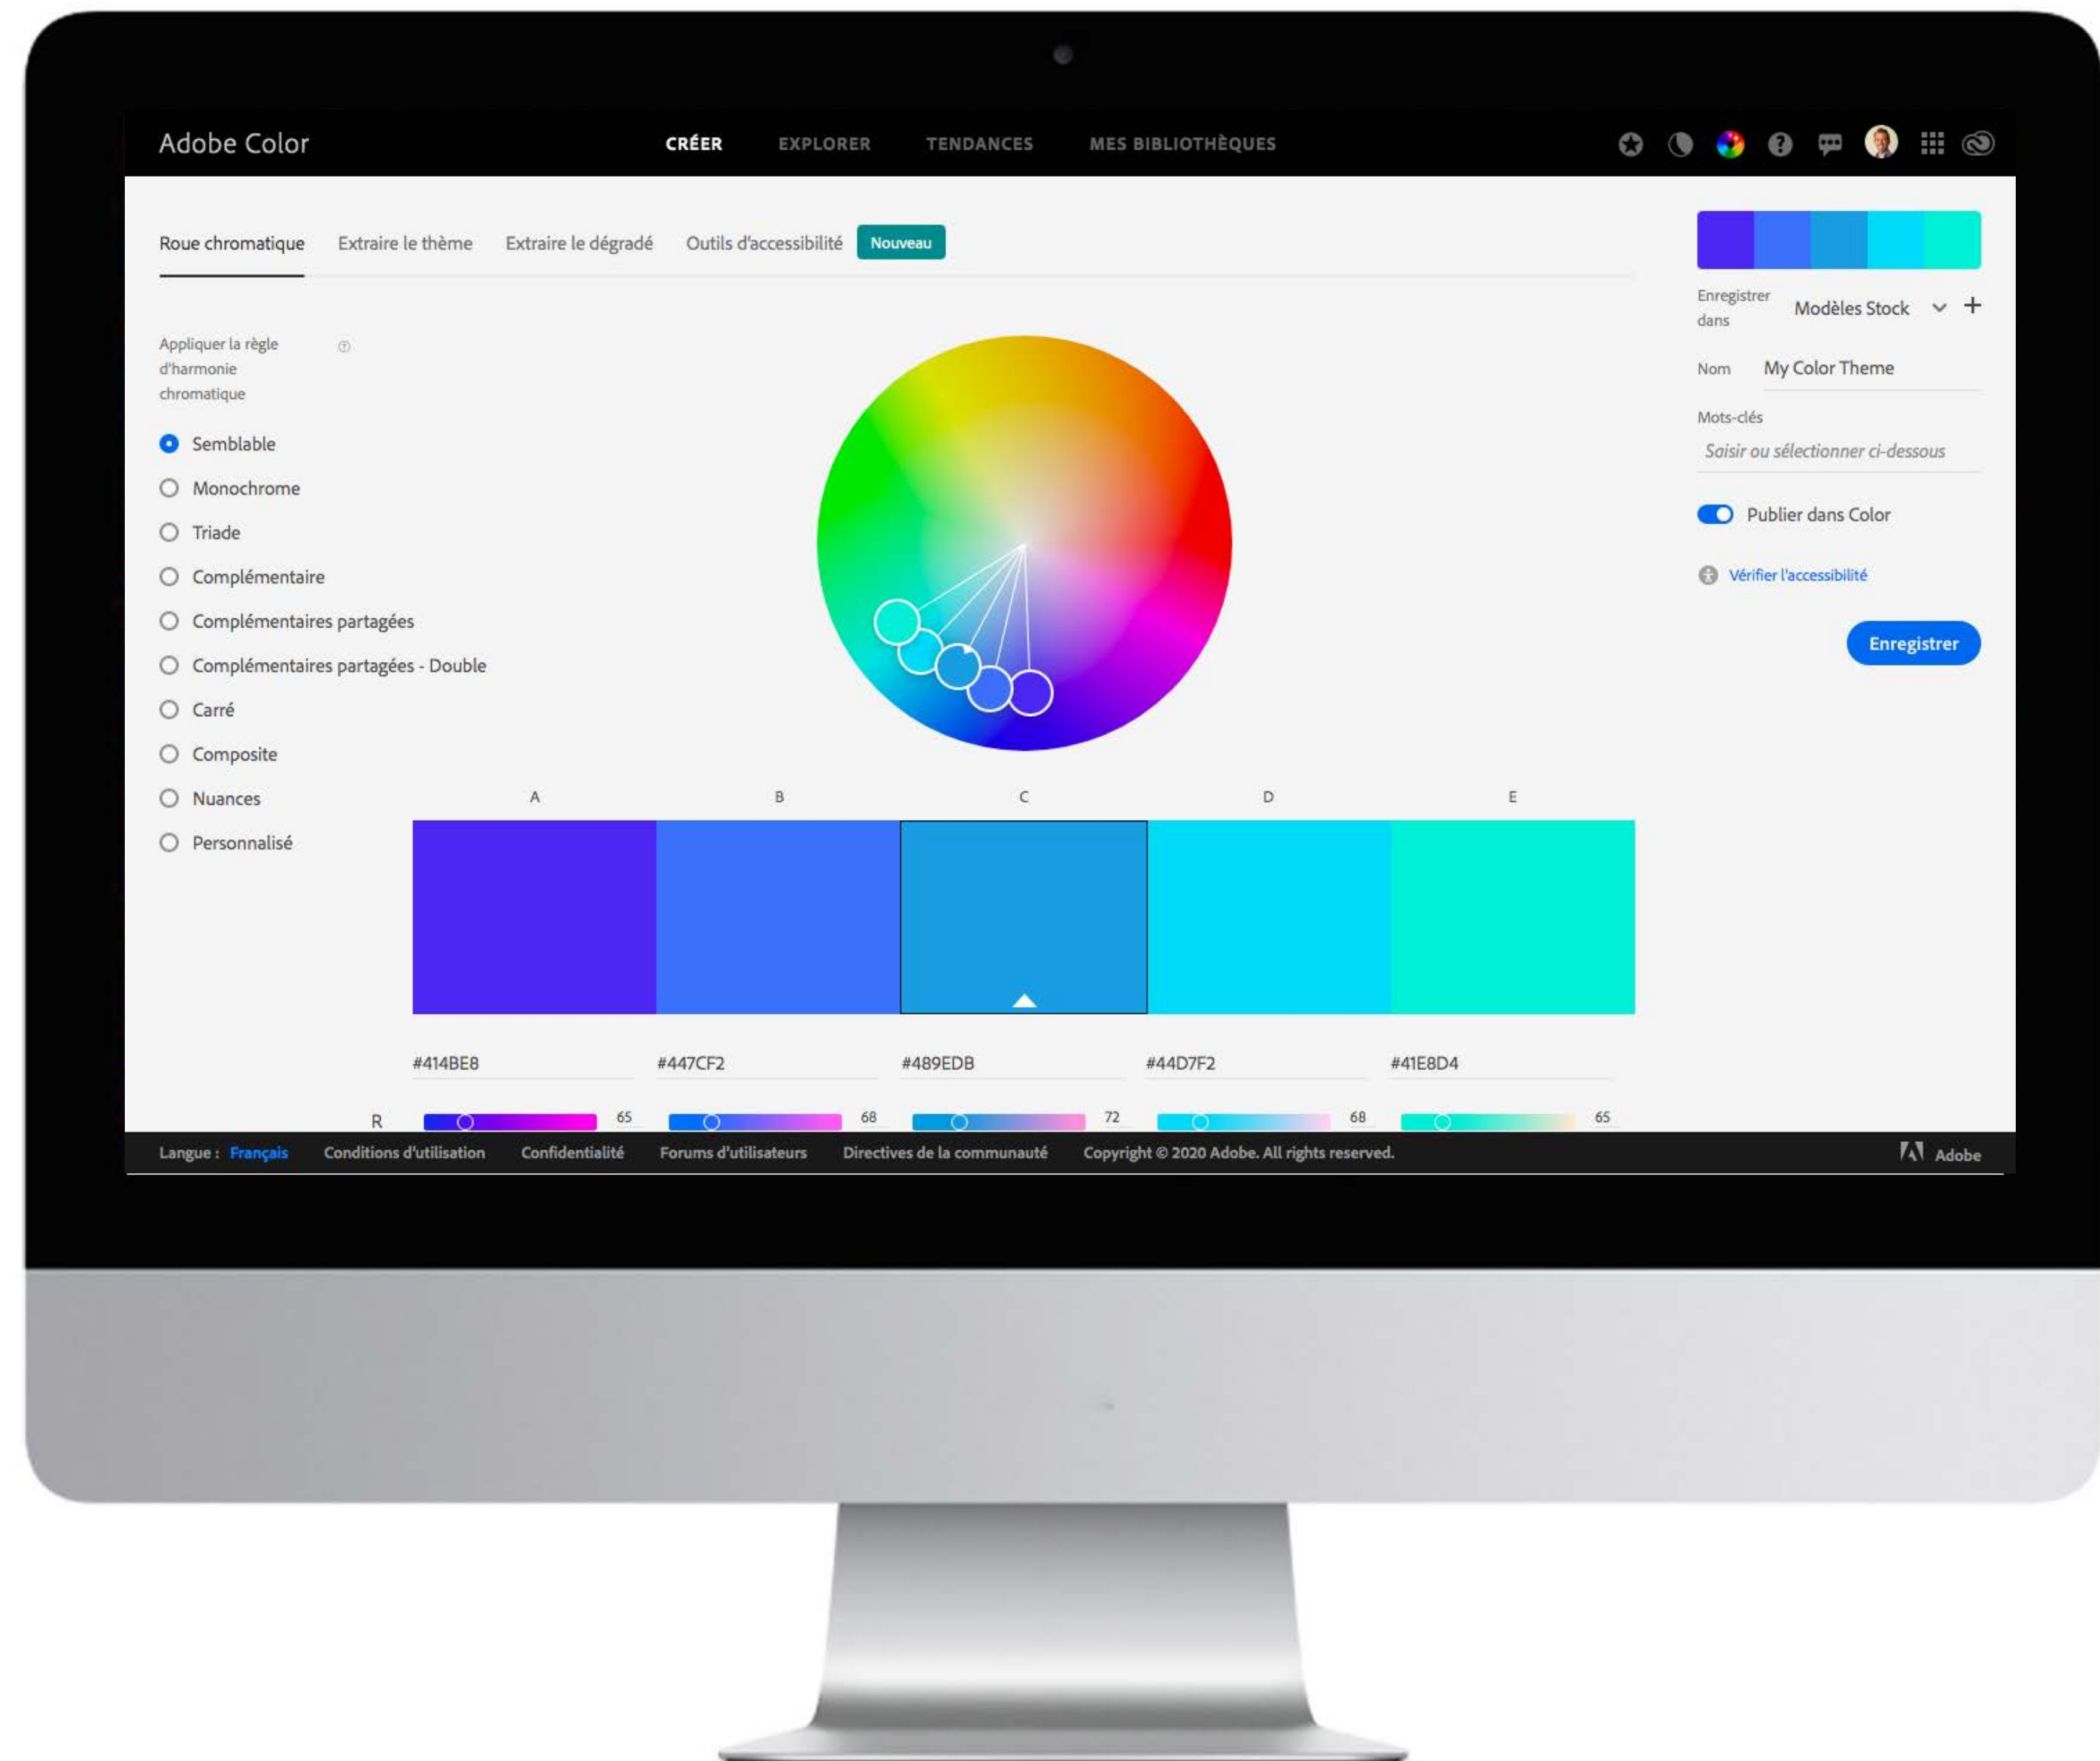 Adobe Color
CRÉER
EXPLORER
TENDANCES
MES BIBLIOTHÈQUES
Roue chromatique
Extraire le thème
Extraire le dégradé
Outils d'accessibilité
Nouveau
Enregistrer
dans
Modèles Stock
Nom
My Color Theme
Mots-clés
Saisir ou sélectionner ci-dessous
Publier dans Color
Vérifier l'accessibilité
Enregistrer
Appliquer la règle
d'harmonie
chromatique
Semblable
Monochrome
Triade
Complémentaire
Complémentaires partagées
Complémentaires partagées - Double
Carré
Composite
Nuances
Personnalisé
A
B
C
D
E
#414BE8
#447CF2
#489EDB
#44D7F2
#41E8D4
R
65
68
72
68
65
Langue : Français
Conditions d'utilisation
Confidentialité
Forums d'utilisateurs
Directives de la communauté
Copyright © 2020 Adobe. All rights reserved.
Adobe